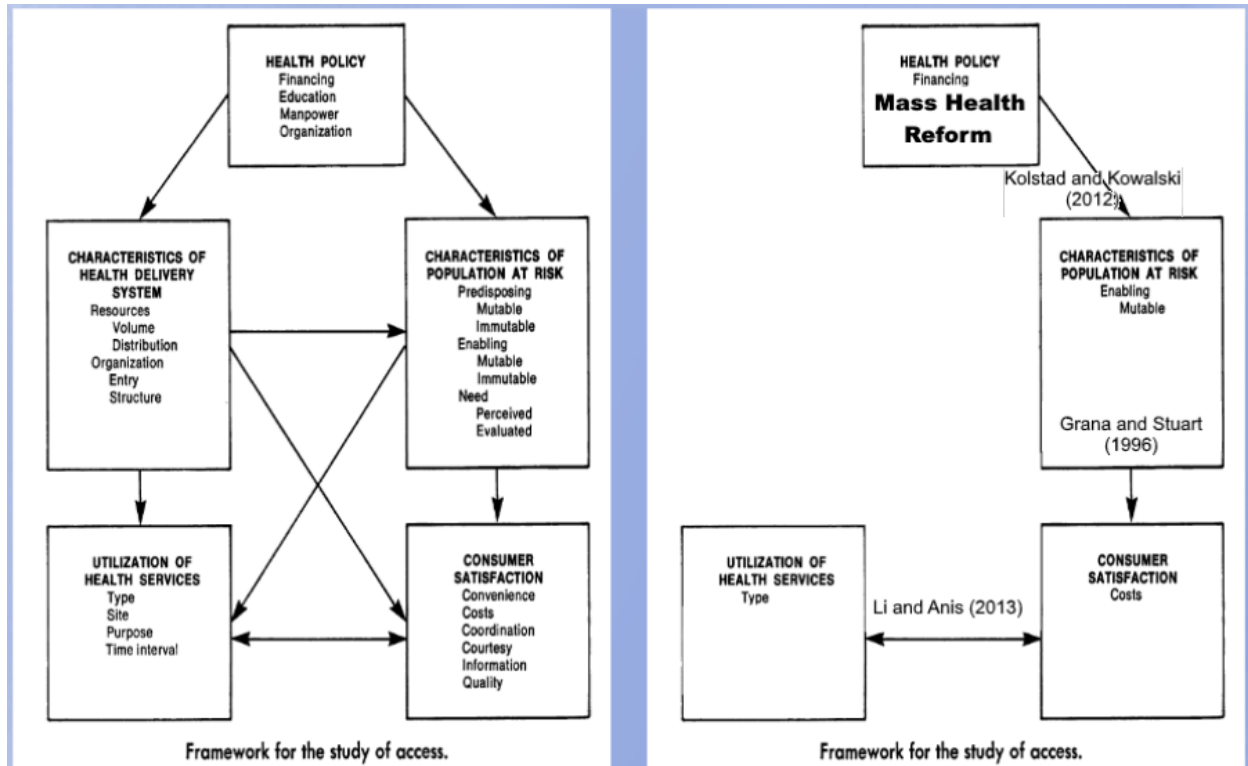 HEALTH POLICY
Financing
Education
Manpower
Organization
CHARACTERISTICS OF
HEALTH DELIVERY
SYSTEM
Resources
Volume
Distribution
Organization
Entry
Structure
CHARACTERISTICS OF
POPULATION AT RISK
Predisposing
Mutable
Immutable
Enabling
Mutable
Immutable
Need
Perceived
Evaluated
UTILIZATION OF
HEALTH SERVICES
Type
Site
Purpose
Time interval
CONSUMER
SATISFACTION
Convenience
Costs
Coordination
Courtesy
Information
Quality
Framework for the study of access.
HEALTH POLICY
Financing
Mass Health
Reform
Kolstad and Kowalski
(2012)
CHARACTERISTICS OF
POPULATION AT RISK
Enabling
Mutable
Grana and Stuart
(1996)
UTILIZATION OF
HEALTH SERVICES
Type
Li and Anis (2013)
CONSUMER
SATISFACTION
Costs
Framework for the study of access.